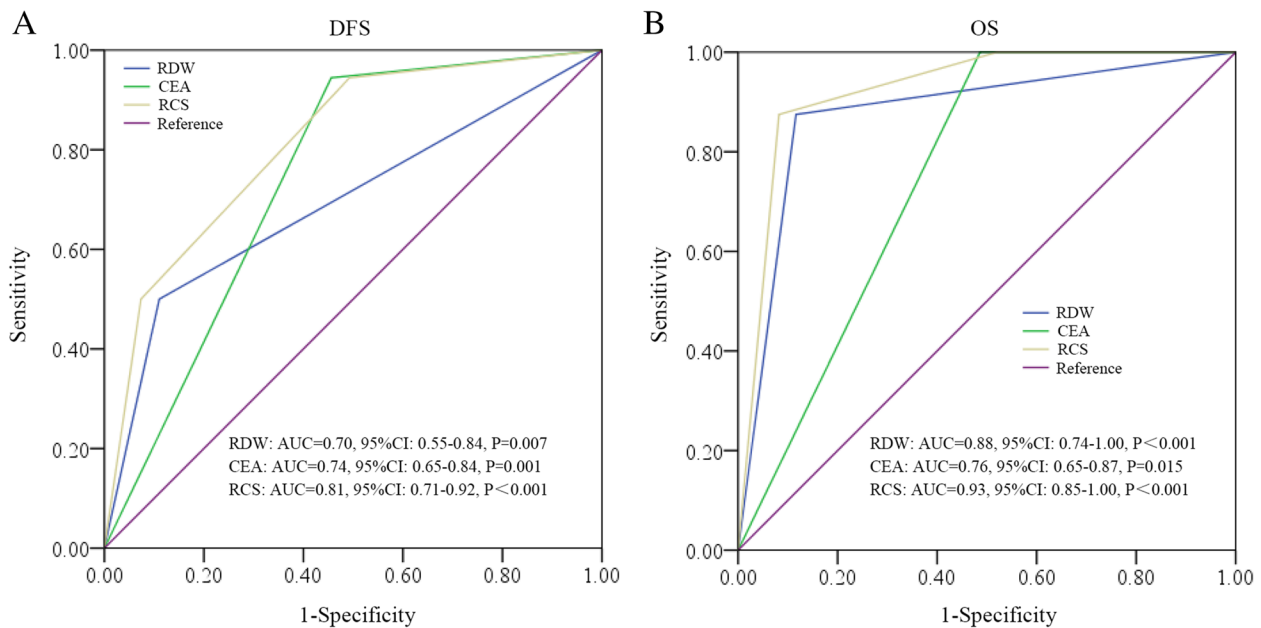 A
DFS
1.00
0.80
0.60
0.40
0.20
0.00
Sensitivity
RDW
CEA
RCS
Reference
RDW: AUC=0.70, 95%CI: 0.55-0.84, P=0.007
CEA: AUC=0.74, 95%CI: 0.65-0.84, P=0.001
RCS: AUC=0.81, 95%CI: 0.71-0.92, P<0.001
0.00 0.20 0.40 0.60 0.80 1.00
1-Specificity
B
OS
1.00
0.80
0.60
0.40
0.20
0.00
Sensitivity
RDW
CEA
RCS
Reference
RDW: AUC=0.88, 95%CI: 0.74-1.00, P<0.001
CEA: AUC=0.76, 95%CI: 0.65-0.87, P=0.015
RCS: AUC=0.93, 95%CI: 0.85-1.00, P<0.001
0.00 0.20 0.40 0.60 0.80 1.00
1-Specificity